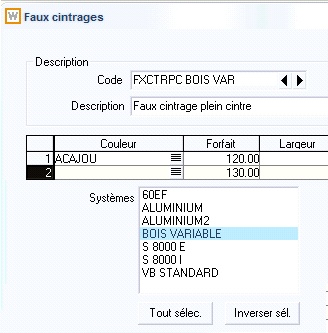 W Faux cintrages
Description
Code FXCTRPC BOIS VAR
Description Faux cintrage plein cintre
Couleur Forfait Largeur
1 ACAJOU 120.00
2 130.00
Systèmes
60EF
ALUMINIUM
ALUMINIUM2
BOIS VARIABLE
S 8000 E
S 8000 I
VB STANDARD
Tout sélec. Inverser sél.